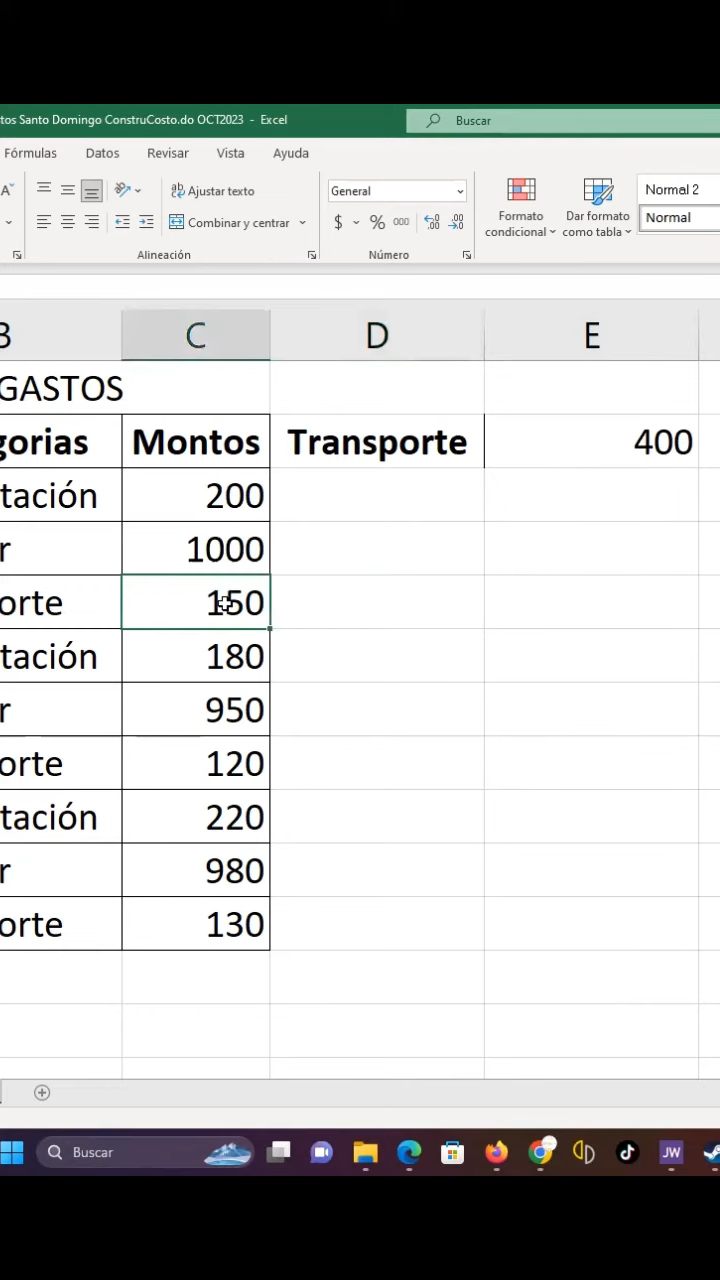 tos Santo Domingo ConstruCosto.do OCT2023 - Excel
Buscar
Fórmulas Datos Revisar Vista Ayuda
A Ajustar texto General Normal 2
Combinar y centrar $ % 000 Formato condicional Dar formato como tabla Normal
Alineación Número
B C D E
GASTOS
gorias Montos Transporte 400
tación 200
r 1000
orte 150
tación 180
r 950
orte 120
tación 220
r 980
orte 130
Buscar JW